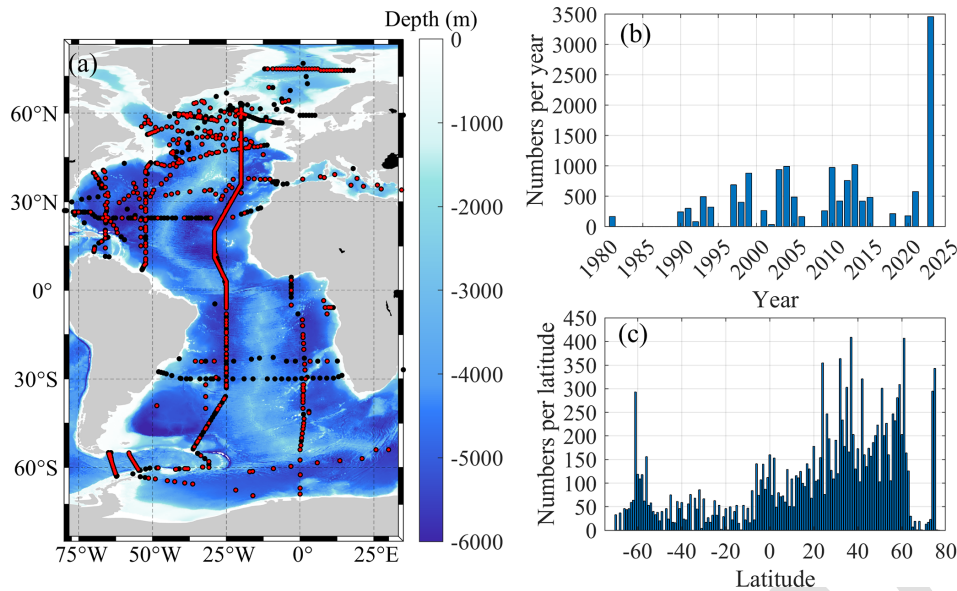 Depth (m)
(a)
60°N
30°N
0°
30°S
60°S
75°W
50°W
25°W
0°
25°E
0
-1000
-2000
-3000
-4000
-5000
-6000
(b)
Numbers per year
3500
3000
2500
2000
1500
1000
500
0
1980
1985
1990
1995
2000
2005
2010
2015
2020
2025
Year
(c)
Numbers per latitude
450
400
350
300
250
200
150
100
50
0
-60
-40
-20
0
20
40
60
80
Latitude